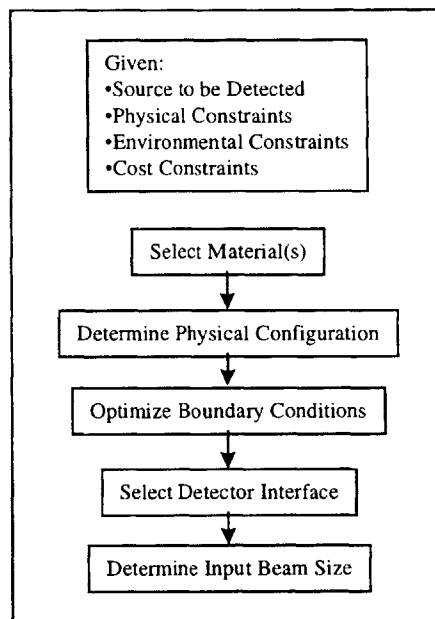 Given:
•Source to be Detected
•Physical Constraints
•Environmental Constraints
•Cost Constraints
Select Material(s)
Determine Physical Configuration
Optimize Boundary Conditions
Select Detector Interface
Determine Input Beam Size